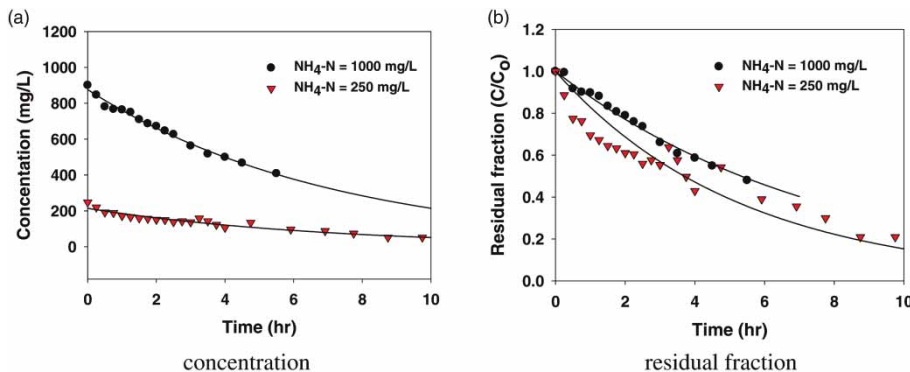 (a)
1200
1000
800
600
400
200
0
Concentation (mg/L)
NH4-N = 1000 mg/L
NH4-N = 250 mg/L
0 2 4 6 8 10
Time (hr)
concentration
(b)
1.2
1.0
0.8
0.6
0.4
0.2
0.0
Residual fraction (C/Co)
NH4-N = 1000 mg/L
NH4-N = 250 mg/L
0 2 4 6 8 10
Time (hr)
residual fraction